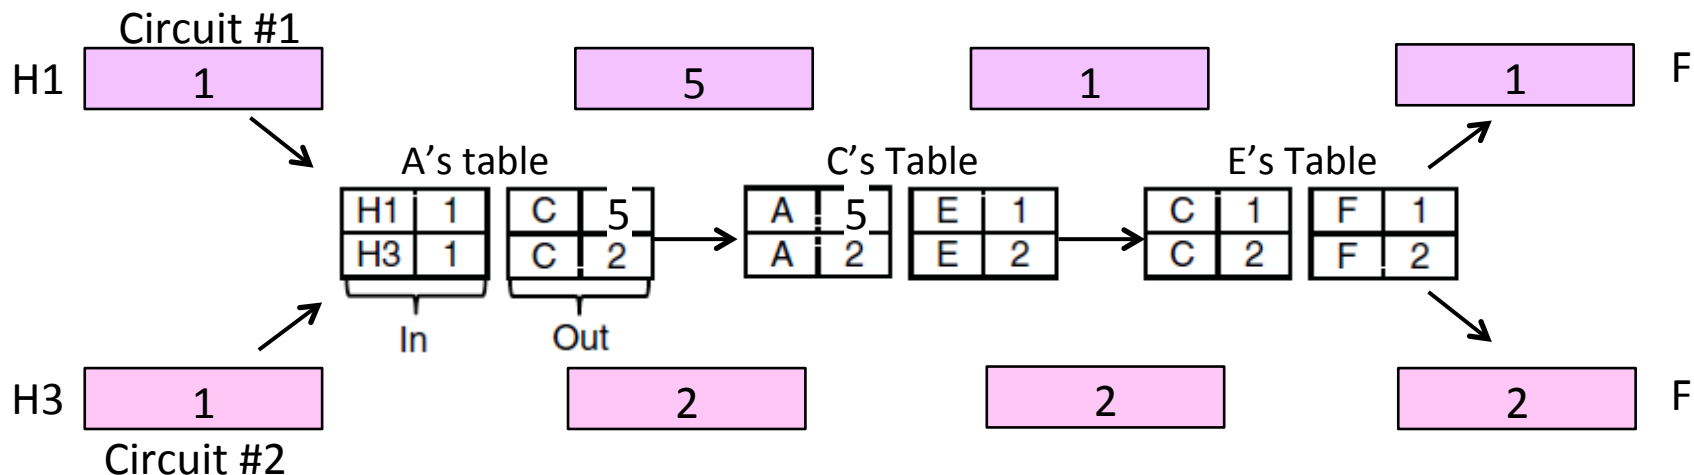 Circuit #1
H1 1 5 1 1 F
A's table C's Table E's Table
H1 1 C 5 A 5 E 1 C 1 F 1
H3 1 C 2 A 2 E 2 C 2 F 2
In Out
H3 1 2 2 2 F
Circuit #2